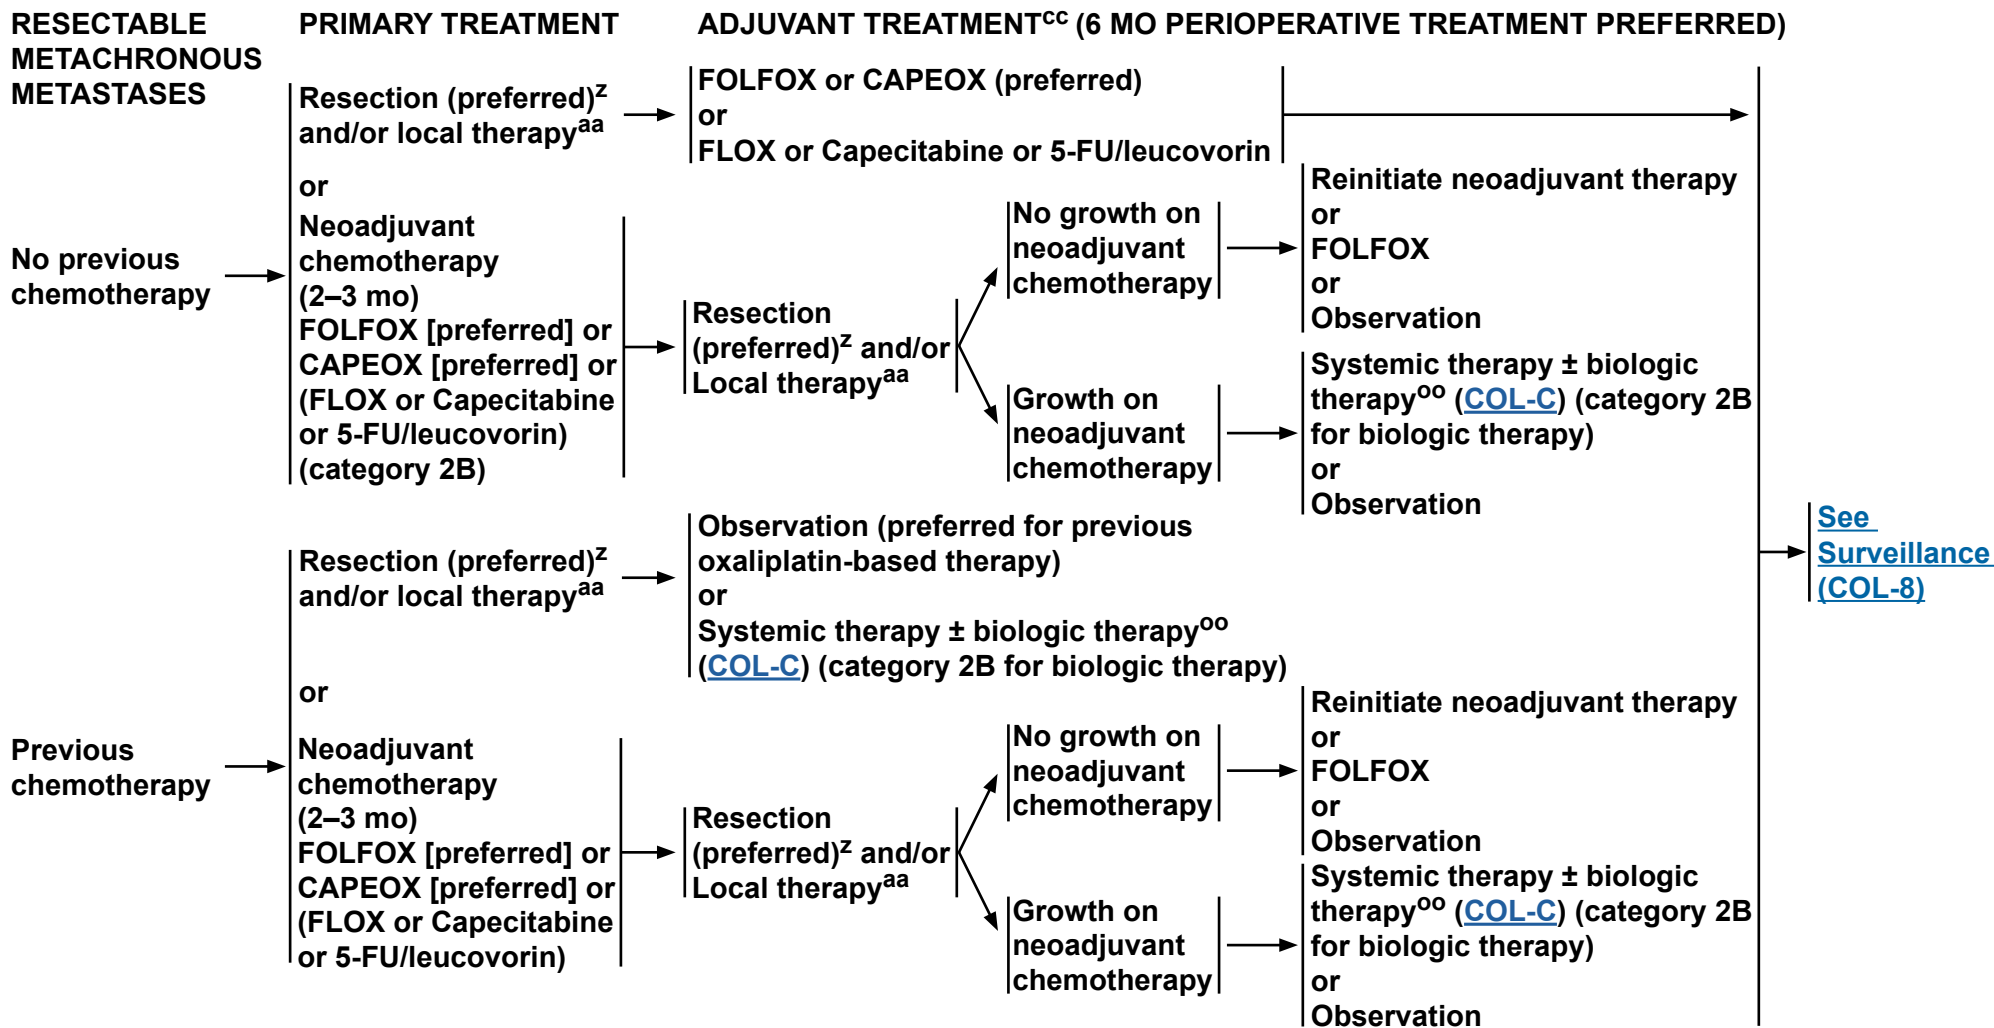 RESECTABLE
METACHRONOUS
METASTASES
PRIMARY TREATMENT
ADJUVANT TREATMENTcc (6 MO PERIOPERATIVE TREATMENT PREFERRED)
No previous
chemotherapy
Resection (preferred)z
and/or local therapyaa
or
Neoadjuvant
chemotherapy
(2–3 mo)
FOLFOX [preferred] or
CAPEOX [preferred] or
(FLOX or Capecitabine
or 5-FU/leucovorin)
(category 2B)
FOLFOX or CAPEOX (preferred)
or
FLOX or Capecitabine or 5-FU/leucovorin
Resection
(preferred)z and/or
Local therapyaa
No growth on
neoadjuvant
chemotherapy
Reinitiate neoadjuvant therapy
or
FOLFOX
or
Observation
Growth on
neoadjuvant
chemotherapy
Systemic therapy ± biologic
therapyoo (COL-C) (category 2B
for biologic therapy)
or
Observation
Previous
chemotherapy
Resection (preferred)z
and/or local therapyaa
or
Neoadjuvant
chemotherapy
(2–3 mo)
FOLFOX [preferred] or
CAPEOX [preferred] or
(FLOX or Capecitabine
or 5-FU/leucovorin)
Observation (preferred for previous
oxaliplatin-based therapy)
or
Systemic therapy ± biologic therapyoo
(COL-C) (category 2B for biologic therapy)
Resection
(preferred)z and/or
Local therapyaa
No growth on
neoadjuvant
chemotherapy
Reinitiate neoadjuvant therapy
or
FOLFOX
or
Observation
Growth on
neoadjuvant
chemotherapy
Systemic therapy ± biologic
therapyoo (COL-C) (category 2B
for biologic therapy)
or
Observation
See
Surveillance
(COL-8)